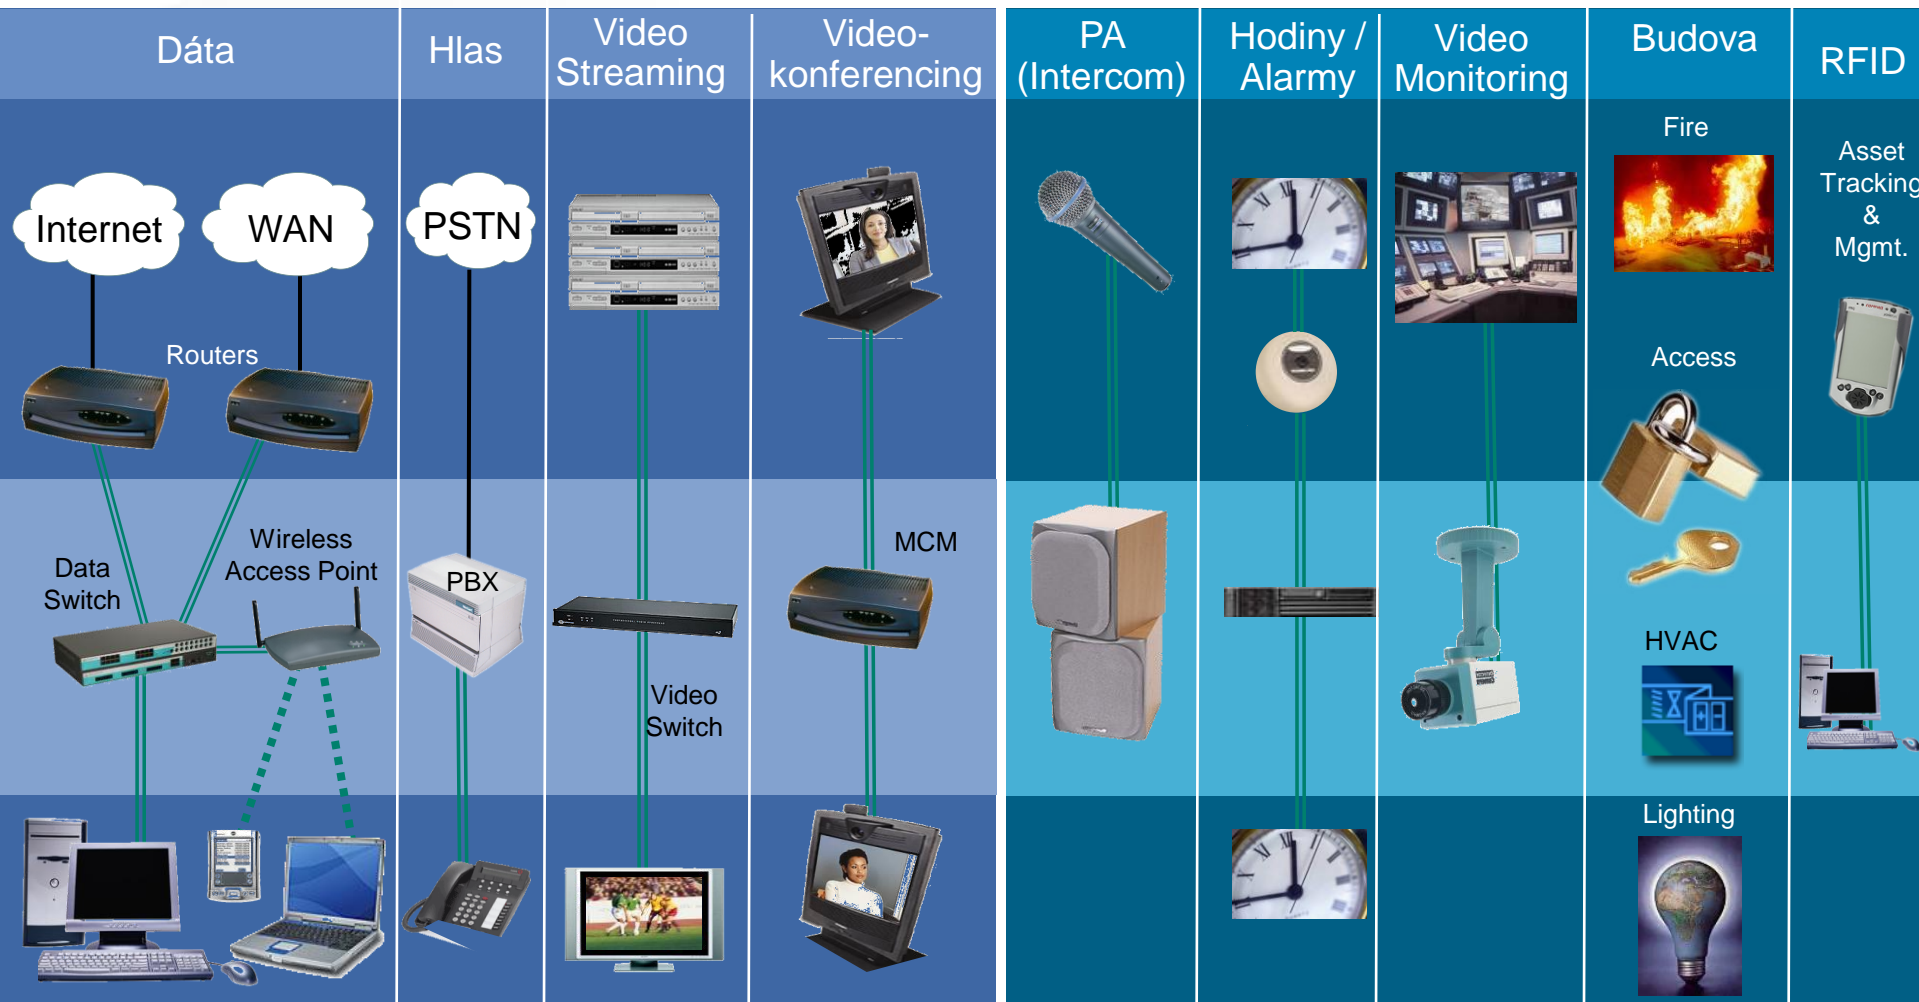 Dáta
Hlas
Video
Streaming
Video-
konferencing
PA
(Intercom)
Hodiny /
Alarmy
Video
Monitoring
Budova
RFID
Internet
WAN
Routers
Data
Switch
Wireless
Access Point
PSTN
PBX
Video
Switch
MCM
Fire
Access
HVAC
Lighting
Asset
Tracking
&
Mgmt.